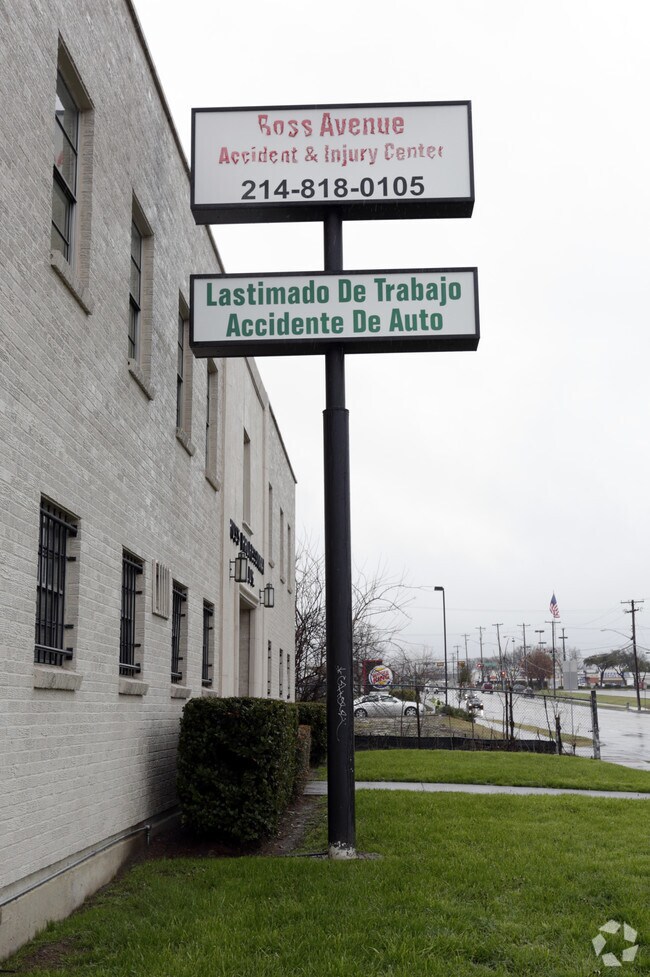 Ross Avenue
Accident & Injury Center
214-818-0105
Lastimado De Trabajo
Accidente De Auto